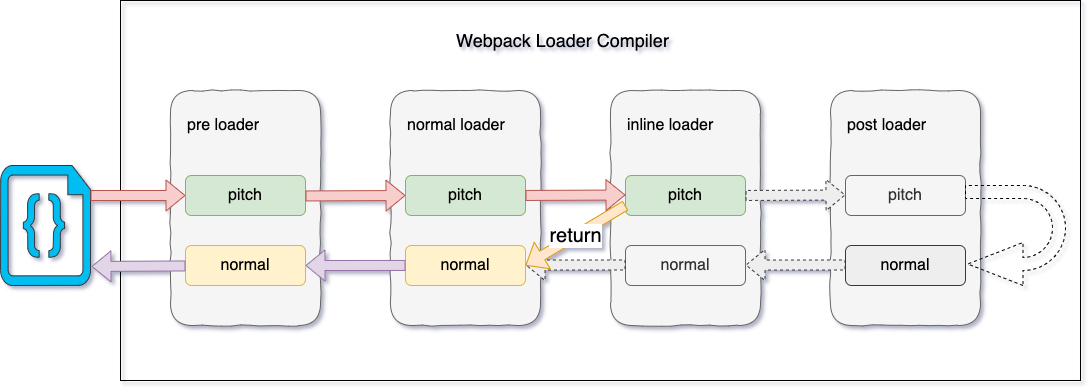 Webpack Loader Compiler
pre loader
normal loader
inline loader
post loader
pitch
pitch
pitch
pitch
return
normal
normal
normal
normal
{}